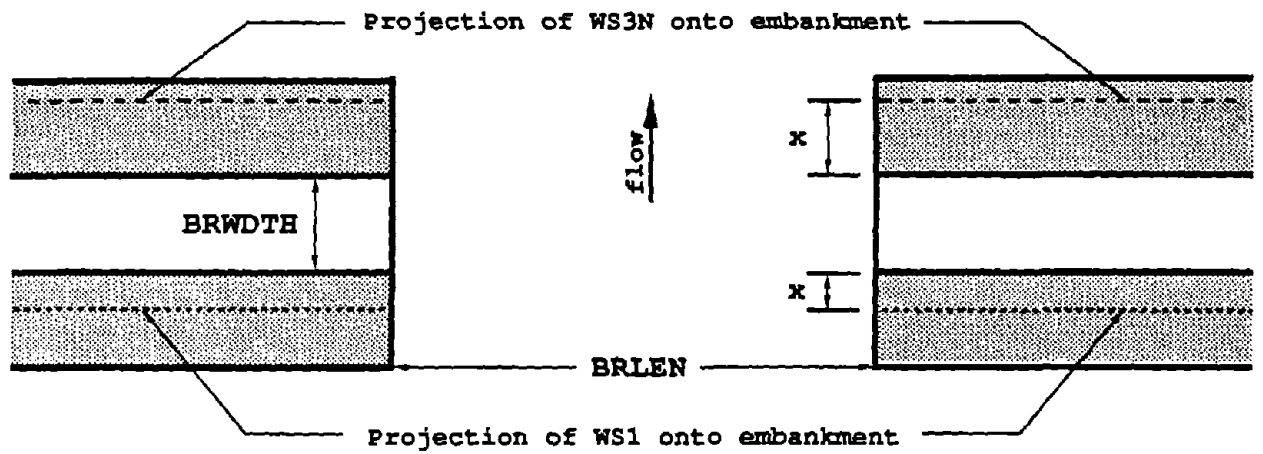 Projection of WS3N onto embankment
x
flow
BRWDTH
x
BRLEN
Projection of WS1 onto embankment